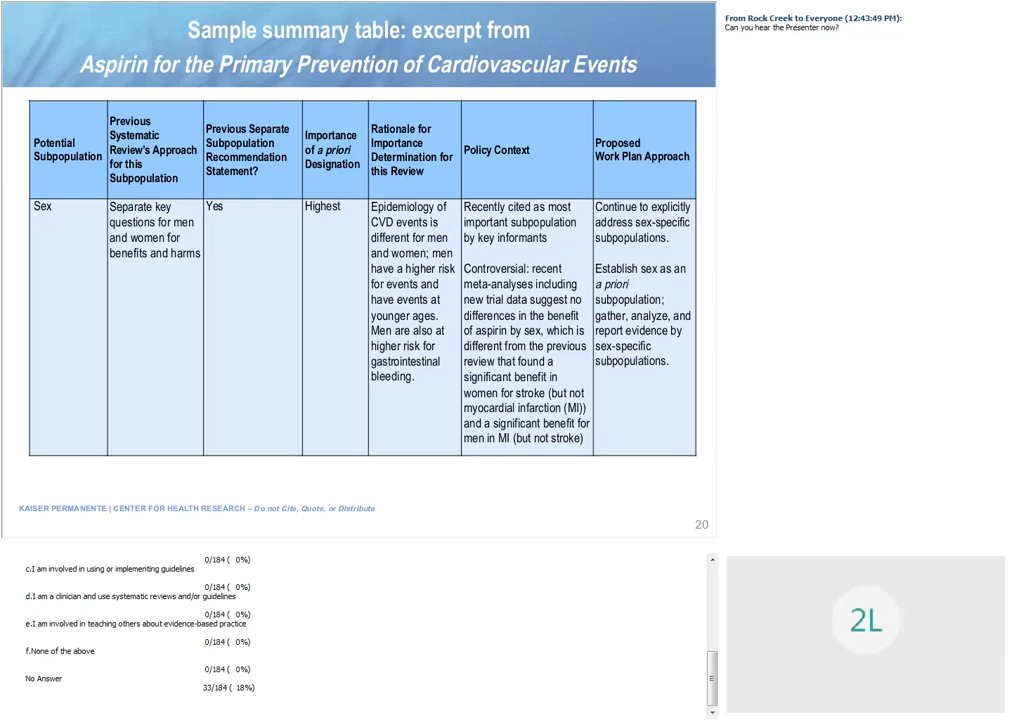 Sample summary table: excerpt from
Aspirin for the Primary Prevention of Cardiovascular Events
Potential
Subpopulation
Previous
Systematic
Review's Approach
for this
Subpopulation
Previous Separate
Subpopulation
Recommendation
Statement?
Importance
of a priori
Designation
Rationale for
Importance
Determination for
this Review
Policy Context
Proposed
Work Plan Approach
Sex
Separate key
questions for men
and women for
benefits and harms
Yes
Highest
Epidemiology of
CVD events is
different for men
and women; men
have a higher risk
for events and
have events at
younger ages.
Men are also at
higher risk for
gastrointestinal
bleeding.
Recently cited as most
important subpopulation
by key informants
Controversial: recent
meta-analyses including
new trial data suggest no
differences in the benefit
of aspirin by sex, which is
different from the previous
review that found a
significant benefit in
women for stroke (but not
myocardial infarction (MI))
and a significant benefit for
men in MI (but not stroke)
Continue to explicitly
address sex-specific
subpopulations.
Establish sex as an
a priori
subpopulation;
gather, analyze, and
report evidence by
sex-specific
subpopulations.
KAISER PERMANENTE | CENTER FOR HEALTH RESEARCH – Do not Cite, Quote, or Distribute
20
From Rock Creek to Everyone (12:43:49 PM):
Can you hear the Presenter now?
0/184 ( 0%)
c.I am involved in using or implementing guidelines
0/184 ( 0%)
d.I am a clinician and use systematic reviews and/or guidelines
0/184 ( 0%)
e.I am involved in teaching others about evidence-based practice
0/184 ( 0%)
f.None of the above
0/184 ( 0%)
No Answer
33/184 ( 18%)
2L